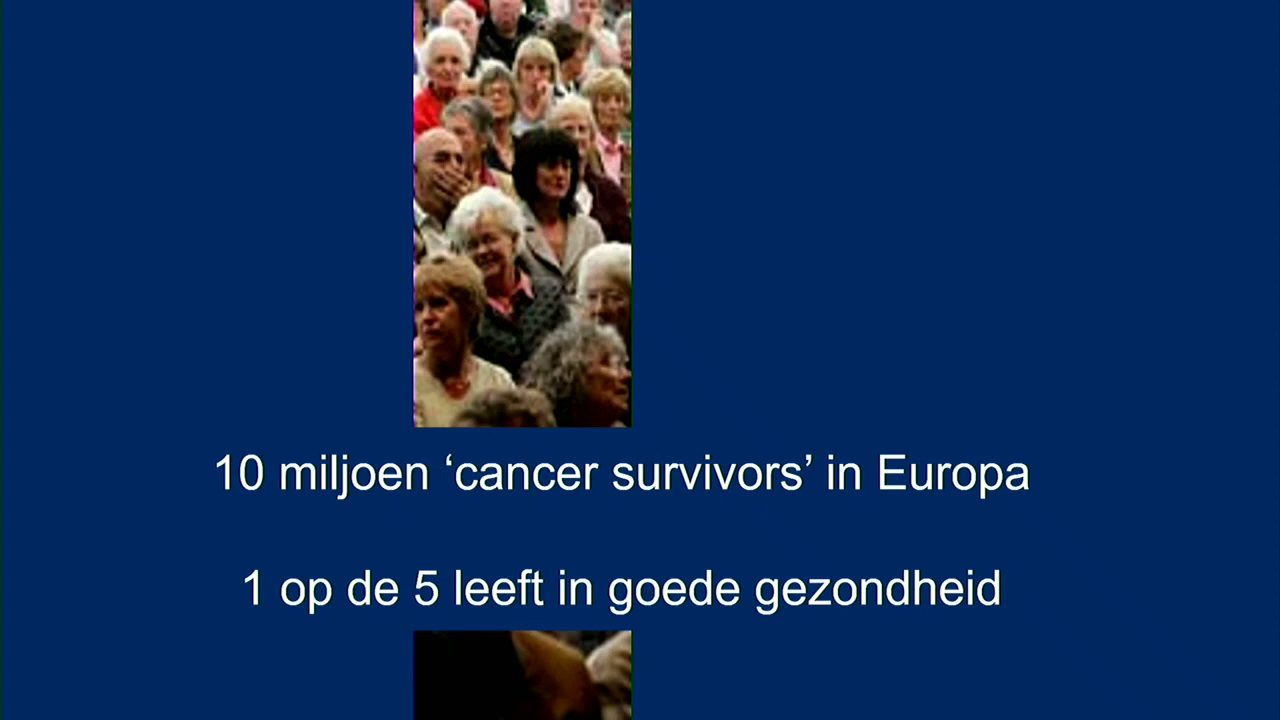 10 miljoen ‘cancer survivors’ in Europa
1 op de 5 leeft in goede gezondheid